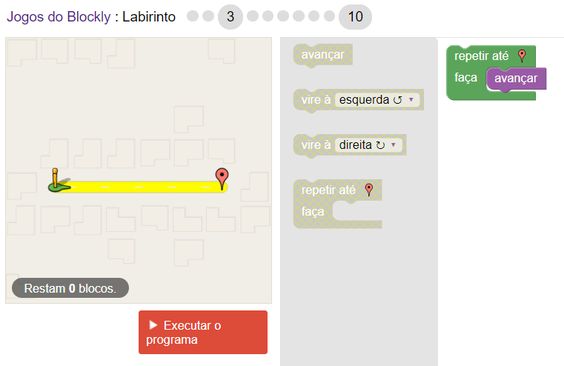 Jogos do Blockly : Labirinto 3 10
avançar
vire à esquerda ↺ ▾
vire à direita ↻ ▾
repetir até
faça
repetir até
faça avançar
Restam 0 blocos.
▶ Executar o
programa